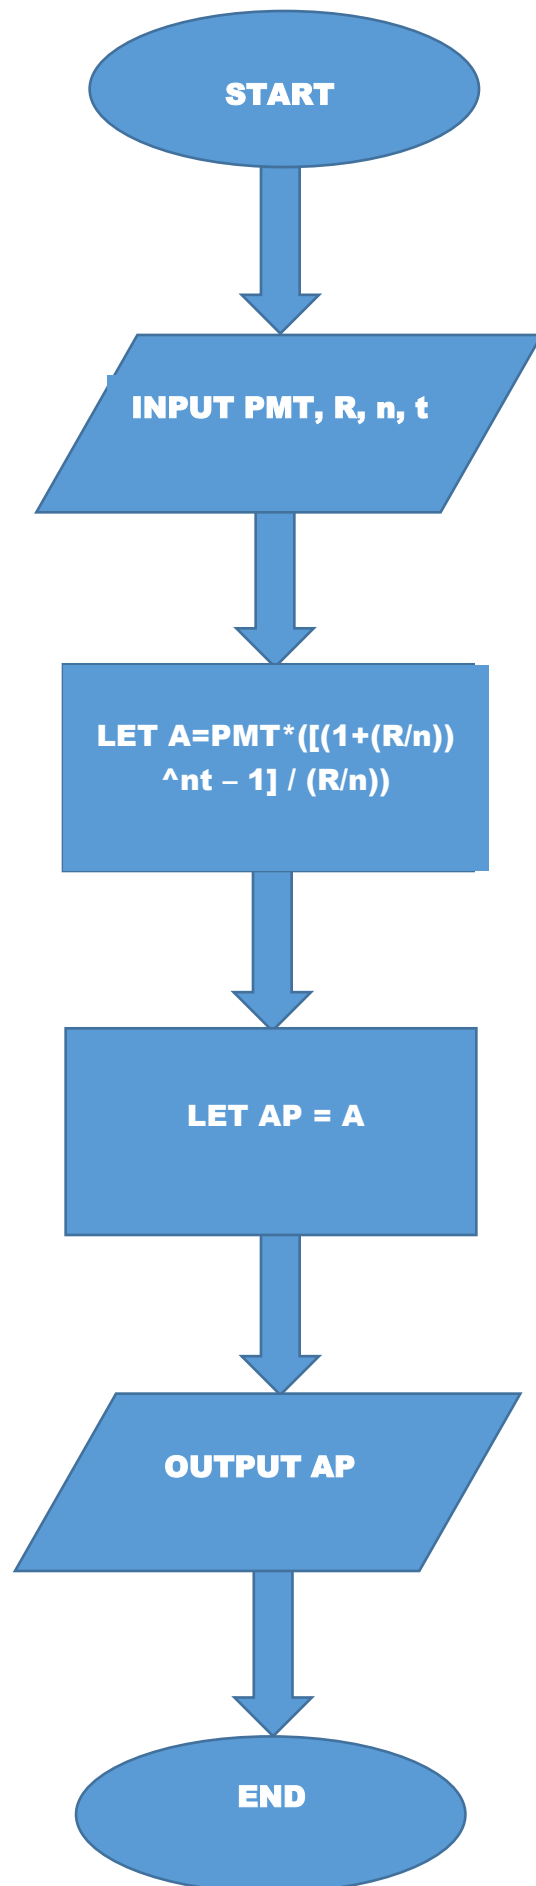 START
INPUT PMT, R, n, t
LET A=PMT*([(1+(R/n))
^nt – 1] / (R/n))
LET AP = A
OUTPUT AP
END